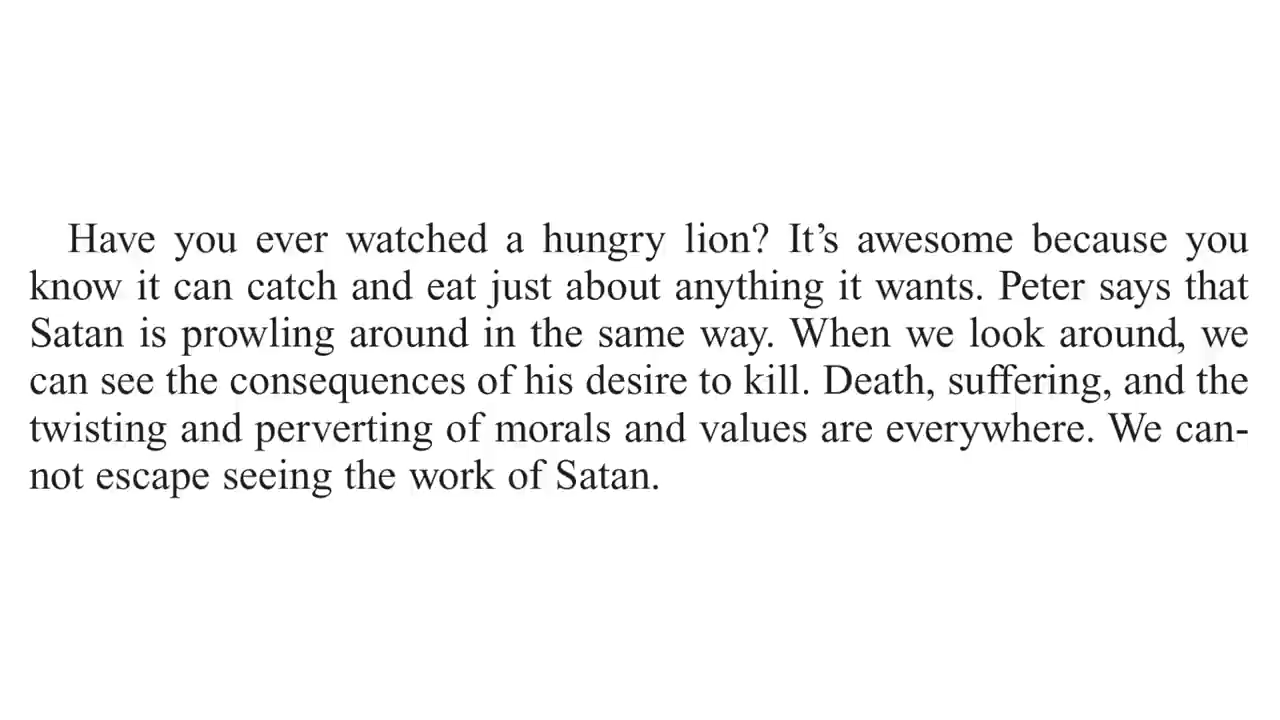 Have you ever watched a hungry lion? It’s awesome because you
know it can catch and eat just about anything it wants. Peter says that
Satan is prowling around in the same way. When we look around, we
can see the consequences of his desire to kill. Death, suffering, and the
twisting and perverting of morals and values are everywhere. We can-
not escape seeing the work of Satan.